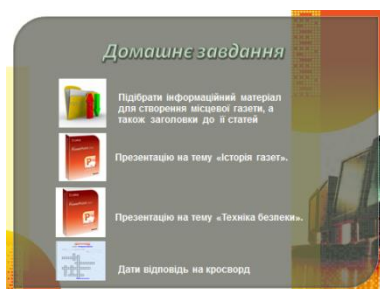 Домашнє завдання
Підібрати інформаційний матеріал
для створення місцевої газети, а
також заголовки до її статей
Презентацію на тему «Історія газет».
Презентацію на тему «Техніка безпеки».
Дати відповідь на кросворд